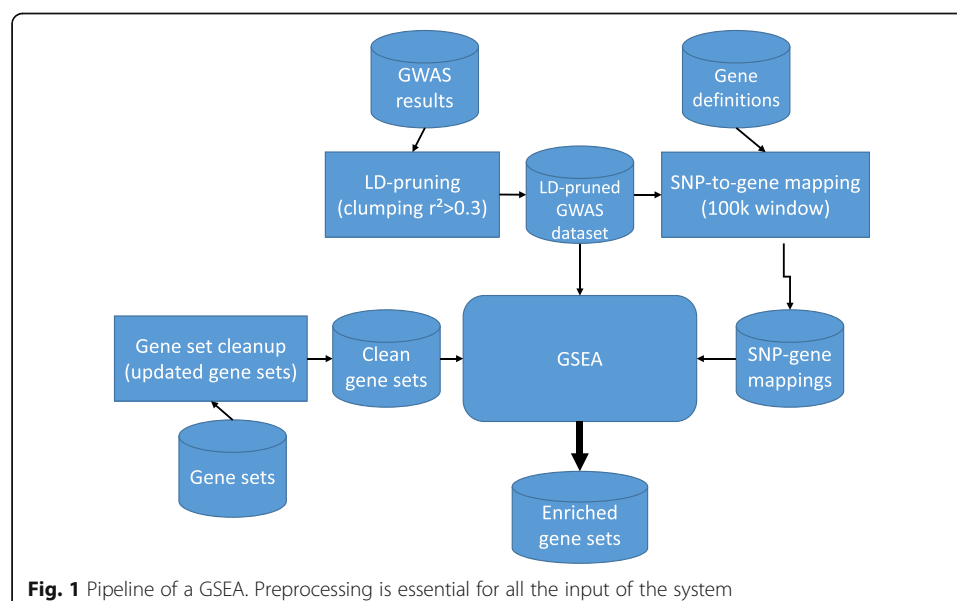 GWAS
results
Gene
definitions
LD-pruning
(clumping r²>0.3)
LD-pruned
GWAS
dataset
SNP-to-gene mapping
(100k window)
Gene set cleanup
(updated gene sets)
Clean
gene sets
GSEA
SNP-gene
mappings
Gene sets
Enriched
gene sets
Fig. 1 Pipeline of a GSEA. Preprocessing is essential for all the input of the system